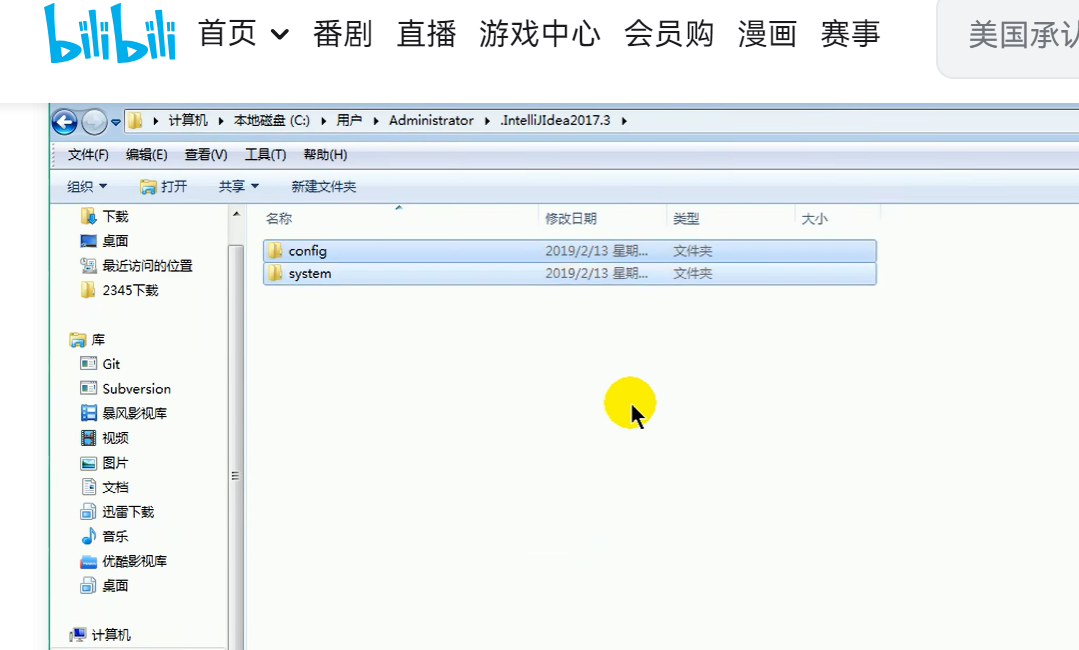 bilibili 首页 番剧 直播 游戏中心 会员购 漫画 赛事 美国承认
计算机 本地磁盘 (C:) 用户 Administrator .IntelliJIdea2017.3
文件(F) 编辑(E) 查看(V) 工具(T) 帮助(H)
组织 打开 共享 新建文件夹
名称 修改日期 类型 大小
config 2019/2/13 星期... 文件夹
system 2019/2/13 星期... 文件夹
下载
桌面
最近访问的位置
2345下载
库
Git
Subversion
暴风影视库
视频
图片
文档
迅雷下载
音乐
优酷影视库
桌面
计算机